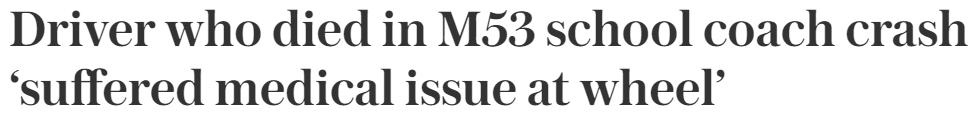 Driver who died in M53 school coach crash
‘suffered medical issue at wheel’